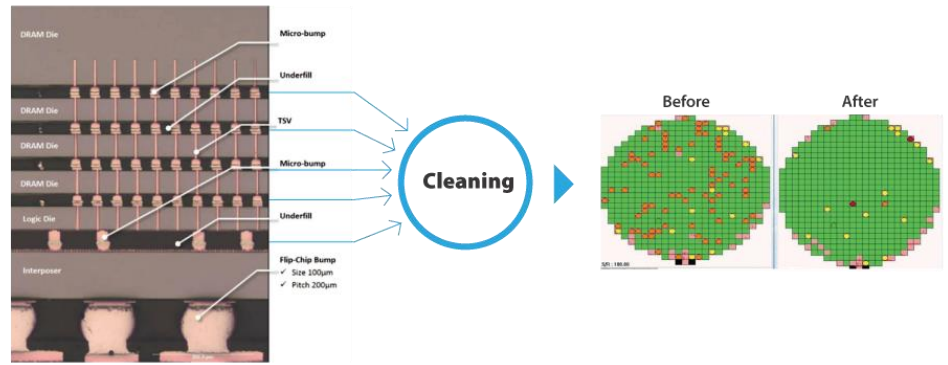 DRAM Die
Micro-bump
Underfill
DRAM Die
TSV
DRAM Die
Micro-bump
DRAM Die
Logic Die
Underfill
Interposer
Flip-Chip Bump
✓ Size 100µm
✓ Pitch 200µm
Cleaning
Before
After